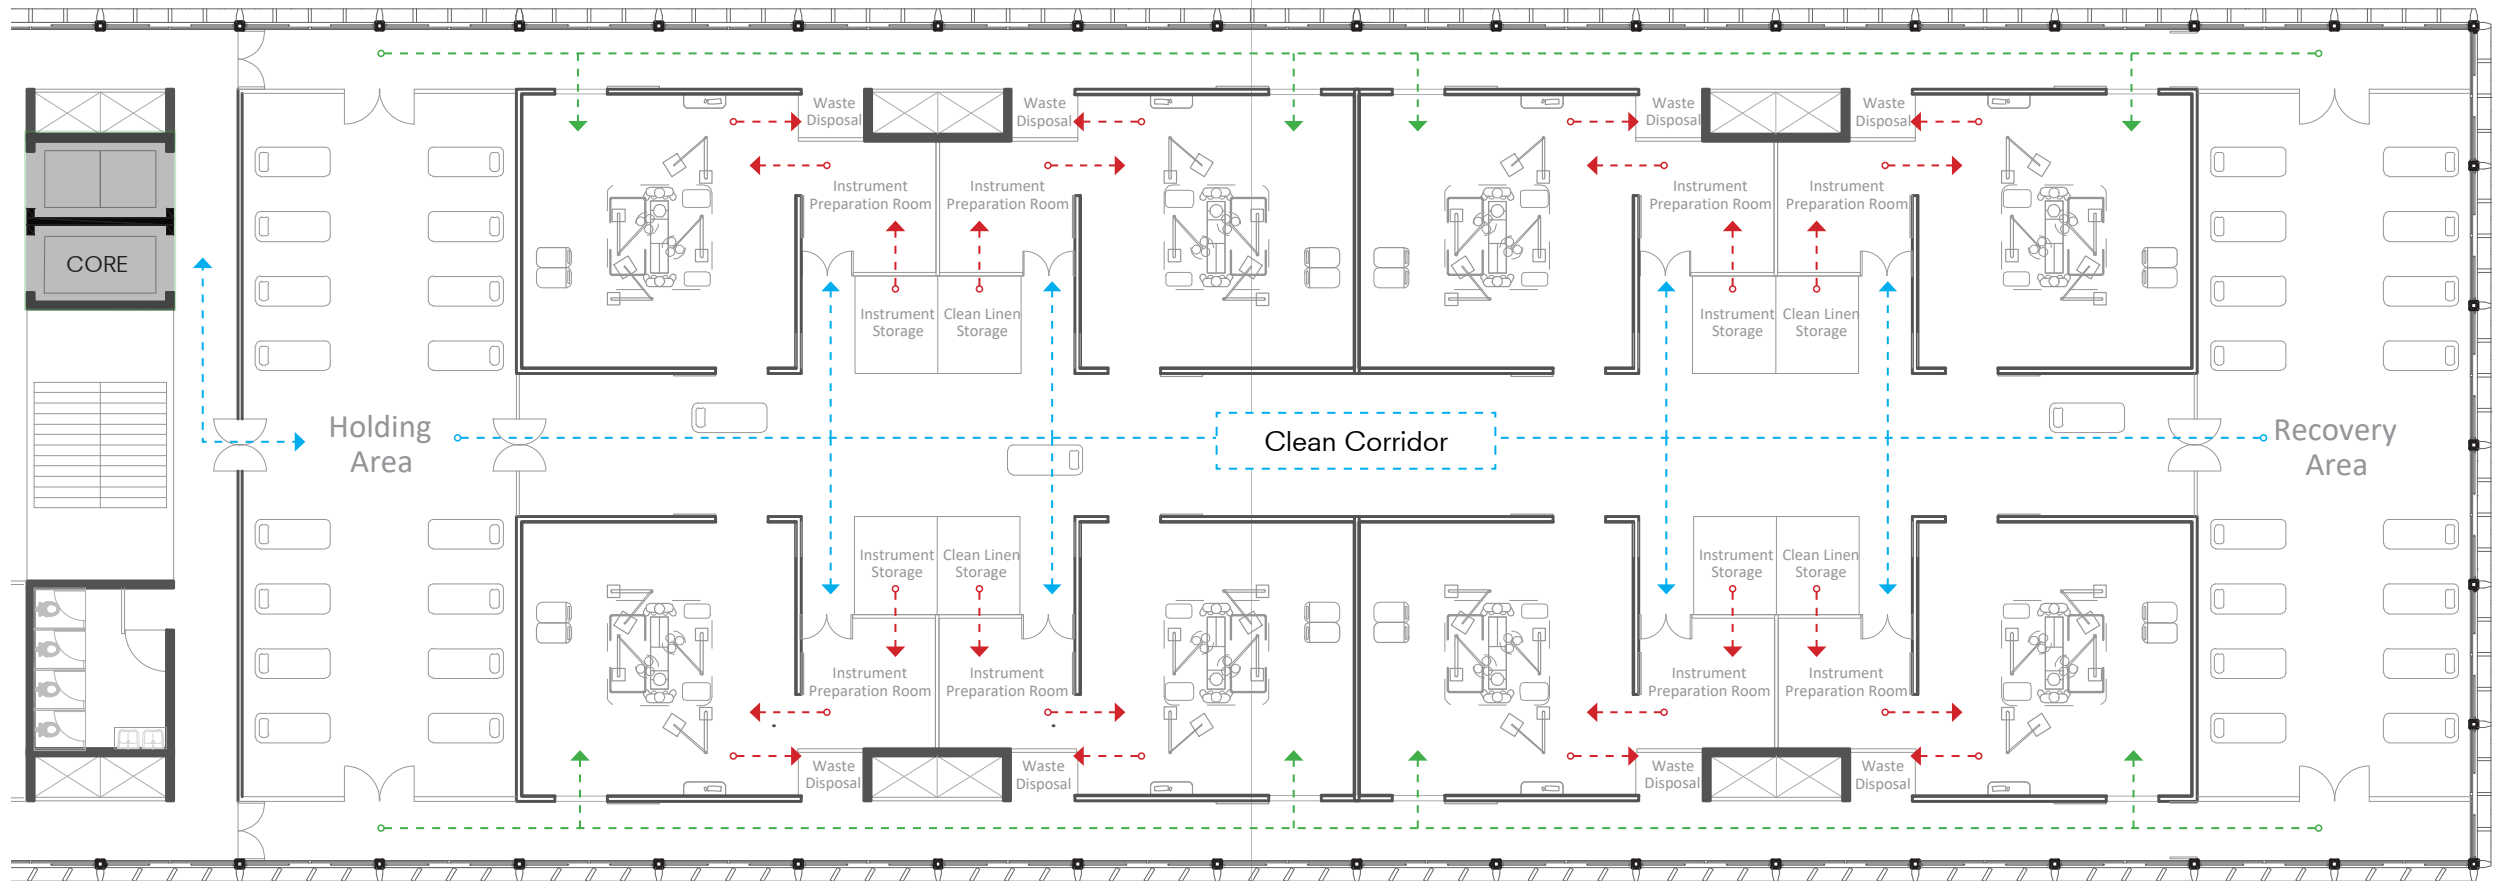 Waste
Disposal
Waste
Disposal
Waste
Disposal
Waste
Disposal
Instrument
Preparation Room
Instrument
Preparation Room
Instrument
Preparation Room
Instrument
Preparation Room
CORE
Instrument
Storage
Clean Linen
Storage
Instrument
Storage
Clean Linen
Storage
Holding
Area
Clean Corridor
Recovery
Area
Instrument
Storage
Clean Linen
Storage
Instrument
Storage
Clean Linen
Storage
Instrument
Preparation Room
Instrument
Preparation Room
Instrument
Preparation Room
Instrument
Preparation Room
Waste
Disposal
Waste
Disposal
Waste
Disposal
Waste
Disposal